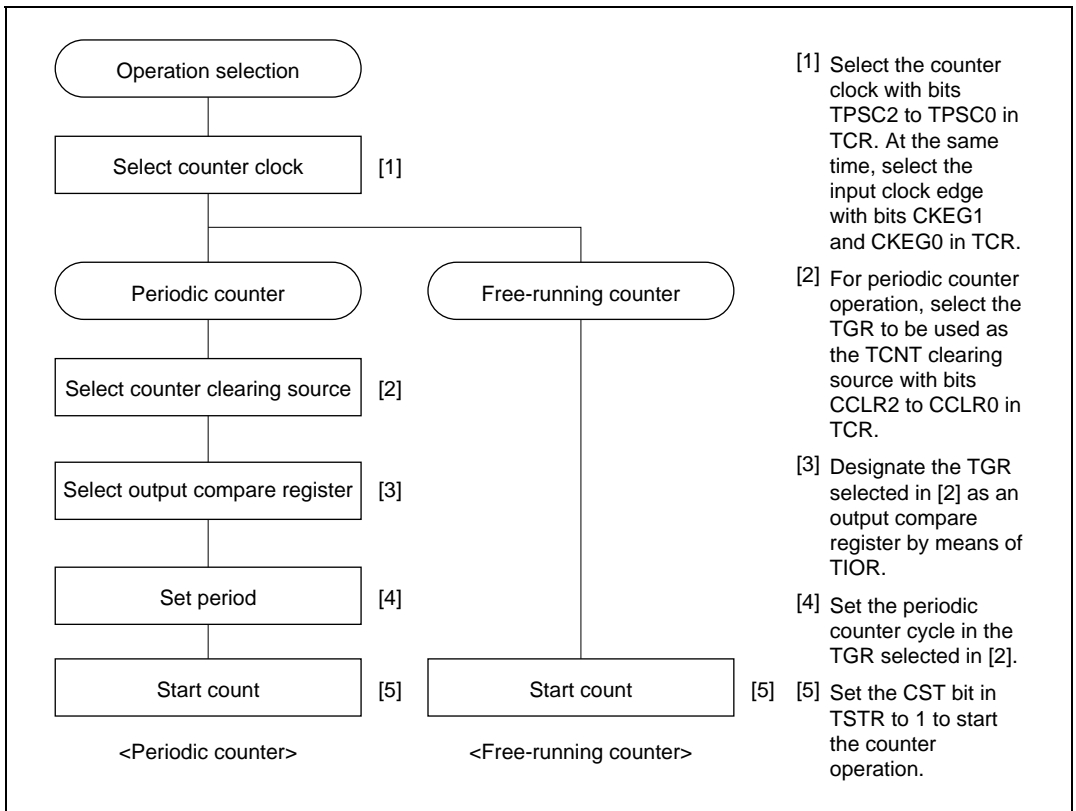 Operation selection
Select counter clock
[1]
Periodic counter
Free-running counter
Select counter clearing source
[2]
Select output compare register
[3]
Set period
[4]
Start count
[5]
Start count
[5]
<Periodic counter>
<Free-running counter>
[1] Select the counter
clock with bits
TPSC2 to TPSC0 in
TCR. At the same
time, select the
input clock edge
with bits CKEG1
and CKEG0 in TCR.
[2] For periodic counter
operation, select the
TGR to be used as
the TCNT clearing
source with bits
CCLR2 to CCLR0 in
TCR.
[3] Designate the TGR
selected in [2] as an
output compare
register by means of
TIOR.
[4] Set the periodic
counter cycle in the
TGR selected in [2].
[5] Set the CST bit in
TSTR to 1 to start
the counter
operation.